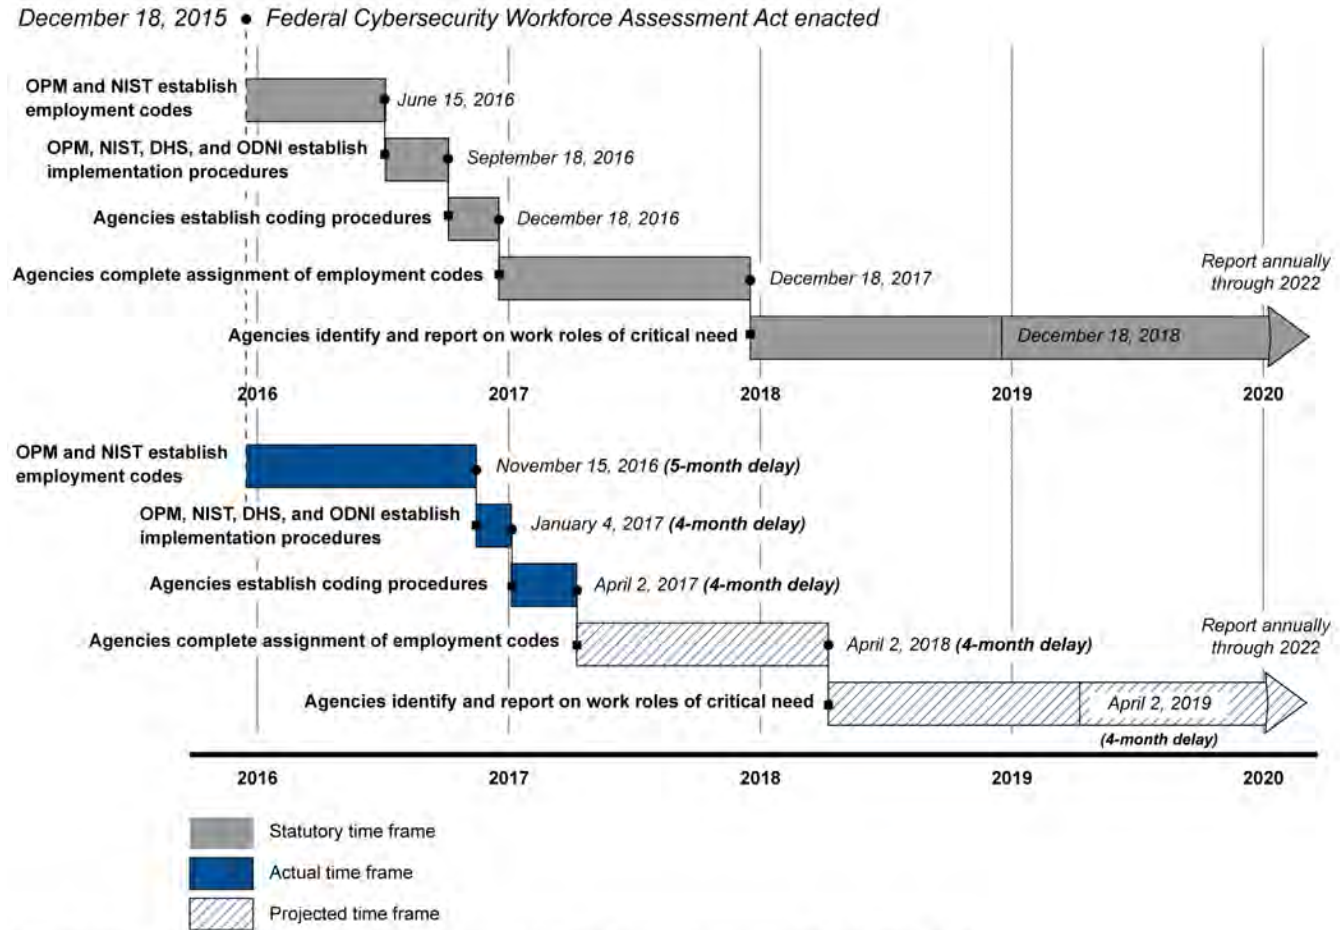 December 18, 2015 • Federal Cybersecurity Workforce Assessment Act enacted
OPM and NIST establish
employment codes
June 15, 2016
OPM, NIST, DHS, and ODNI establish
implementation procedures
September 18, 2016
Agencies establish coding procedures
December 18, 2016
Agencies complete assignment of employment codes
December 18, 2017
Report annually
through 2022
Agencies identify and report on work roles of critical need
December 18, 2018
2016 2017 2018 2019 2020
OPM and NIST establish
employment codes
November 15, 2016 (5-month delay)
OPM, NIST, DHS, and ODNI establish
implementation procedures
January 4, 2017 (4-month delay)
Agencies establish coding procedures
April 2, 2017 (4-month delay)
Agencies complete assignment of employment codes
April 2, 2018 (4-month delay)
Report annually
through 2022
Agencies identify and report on work roles of critical need
April 2, 2019
(4-month delay)
2016 2017 2018 2019 2020
Statutory time frame
Actual time frame
Projected time frame